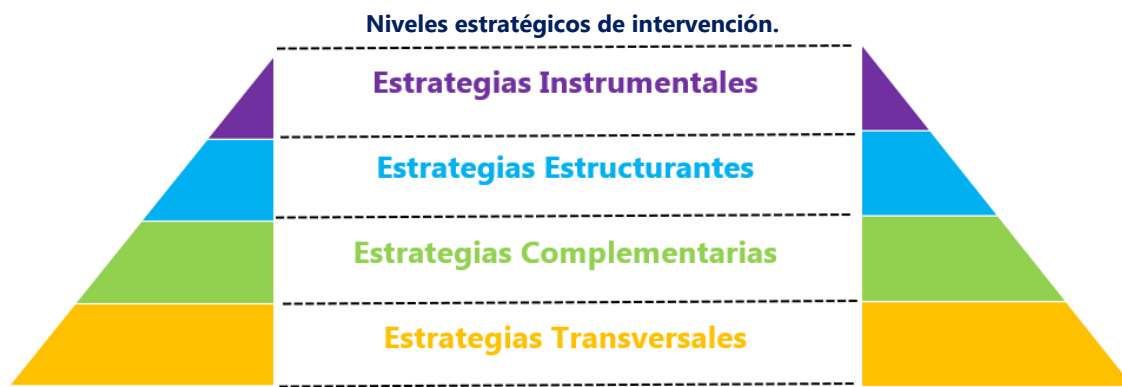 Niveles estratégicos de intervención.
Estrategias Instrumentales
Estrategias Estructurantes
Estrategias Complementarias
Estrategias Transversales